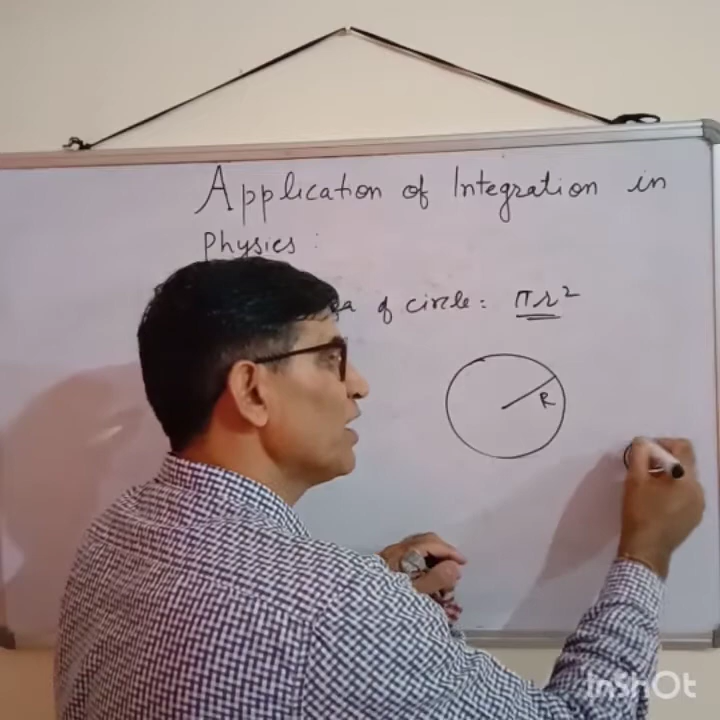 Application of Integration in
Physics :
of circle : πr²
R
InShOt